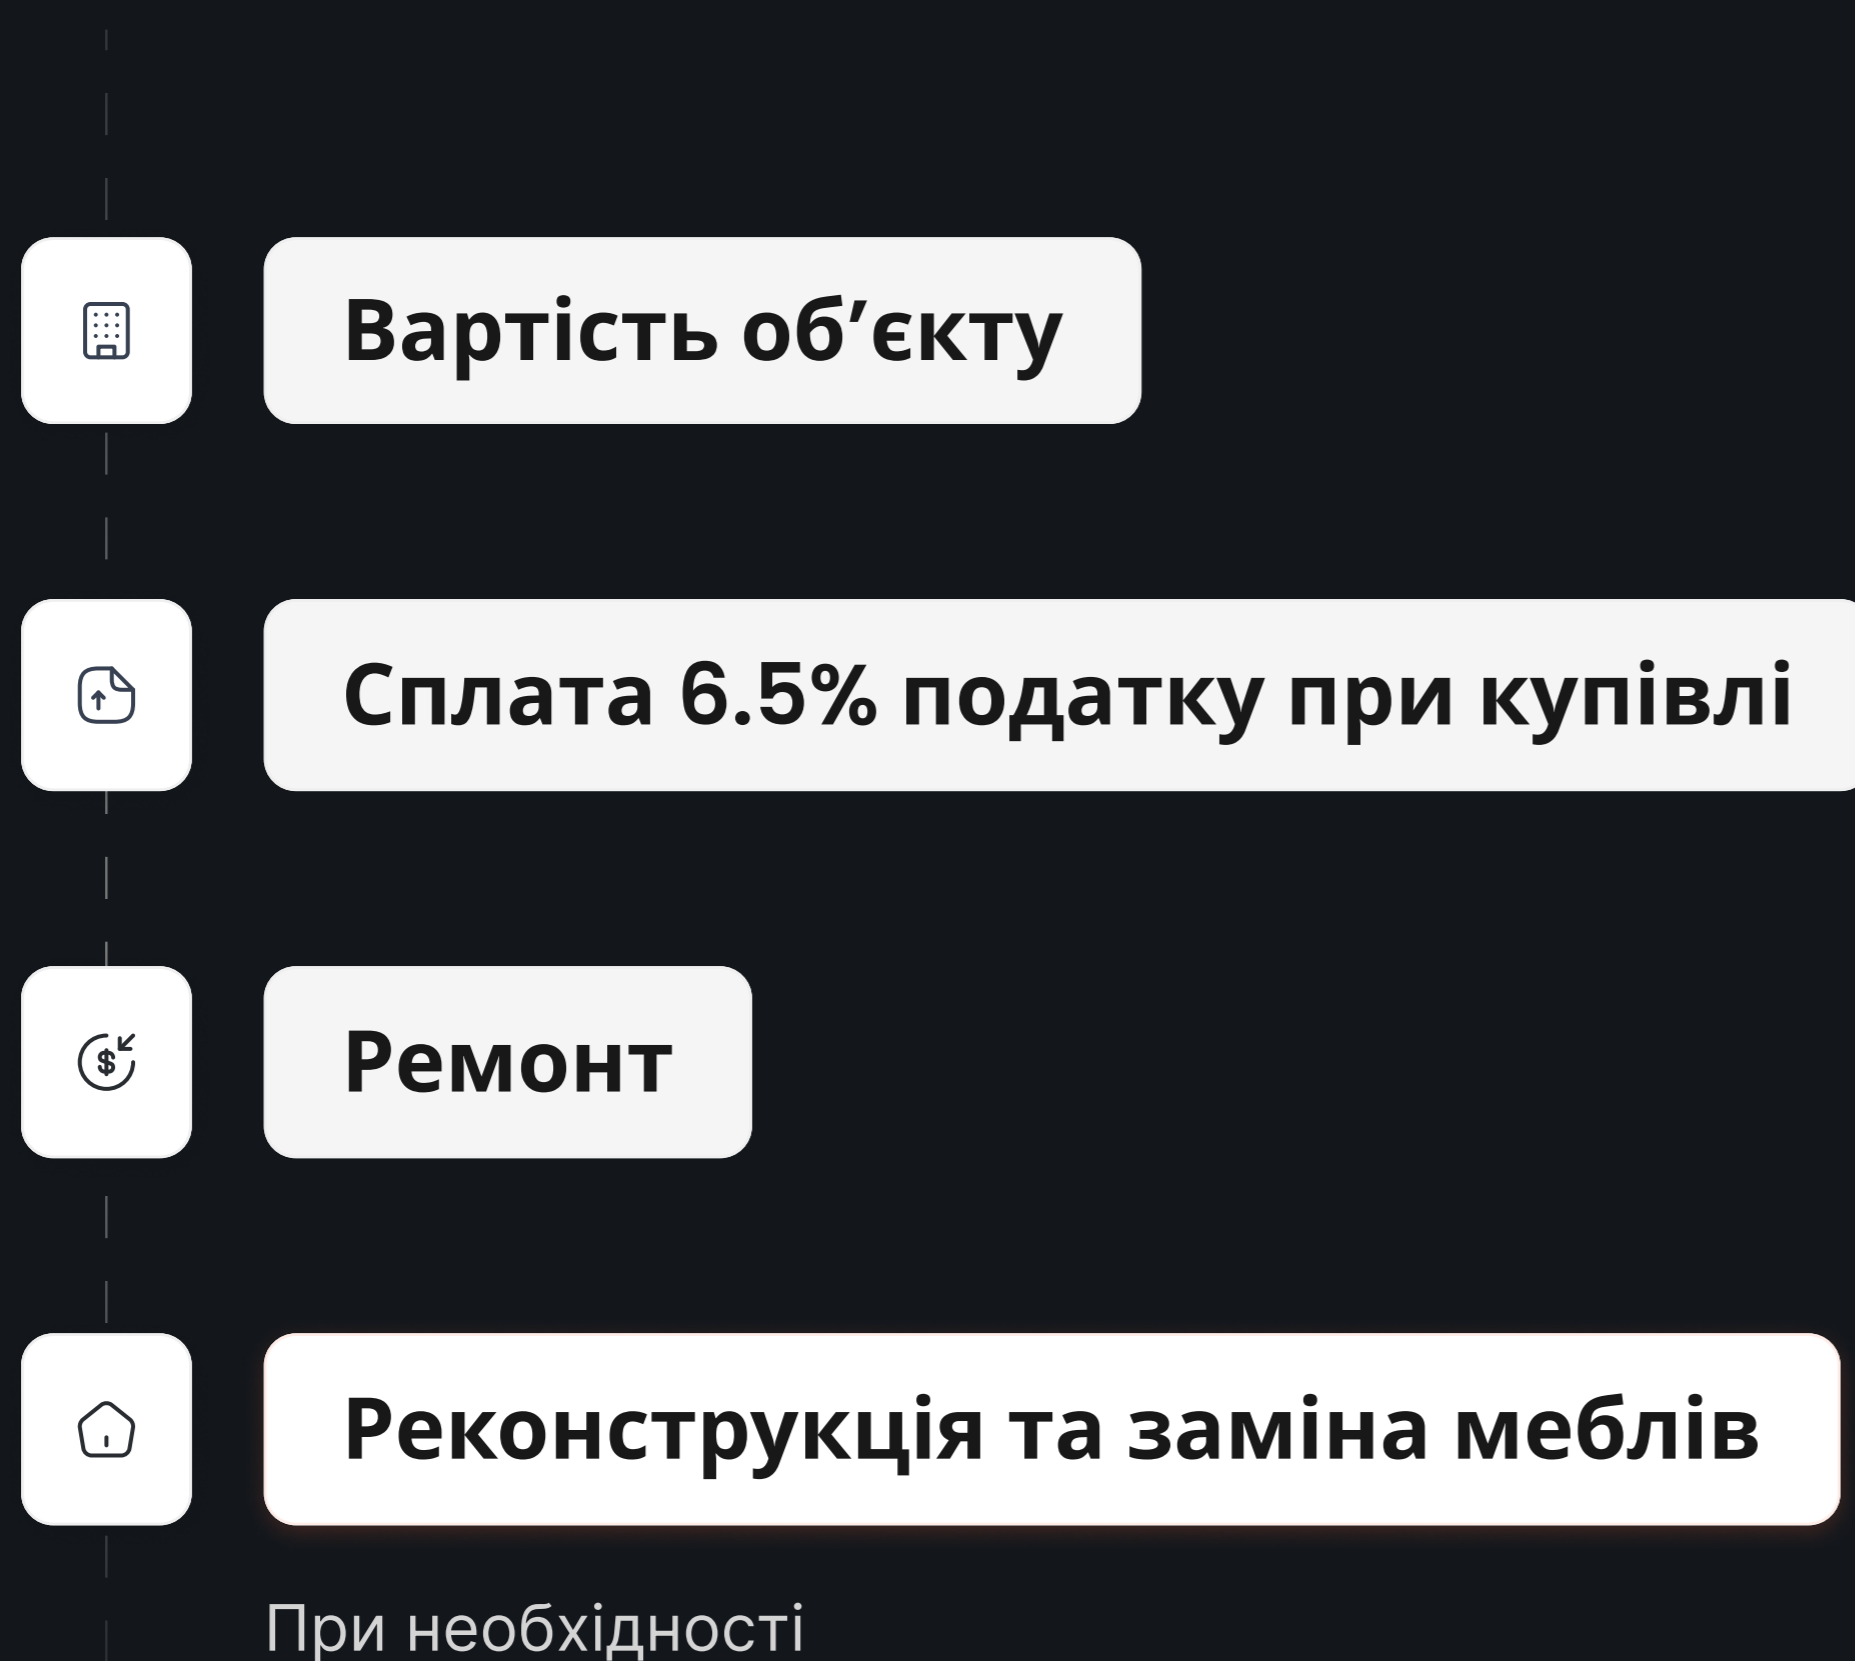 Вартість об’єкту
Сплата 6.5% податку при купівлі
Ремонт
Реконструкція та заміна меблів
При необхідності